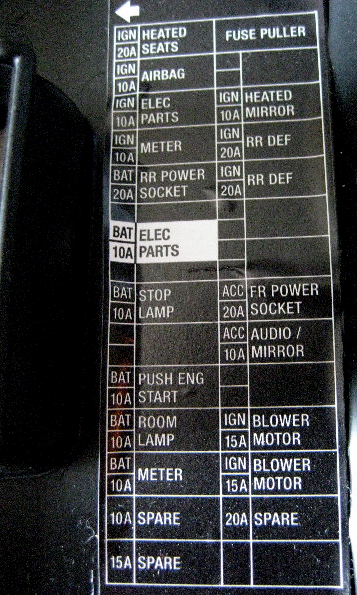 IGN HEATED FUSE PULLER
20A SEATS
IGN AIRBAG
10A
IGN ELEC IGN HEATED
10A PARTS 10A MIRROR
IGN METER IGN RR DEF
10A 20A
BAT RR POWER IGN RR DEF
20A SOCKET 20A
BAT ELEC
10A PARTS
BAT STOP ACC FR POWER
10A LAMP 20A SOCKET
ACC AUDIO /
10A MIRROR
BAT PUSH ENG
10A START
BAT ROOM IGN BLOWER
10A LAMP 15A MOTOR
BAT METER IGN BLOWER
10A 15A MOTOR
10A SPARE 20A SPARE
15A SPARE